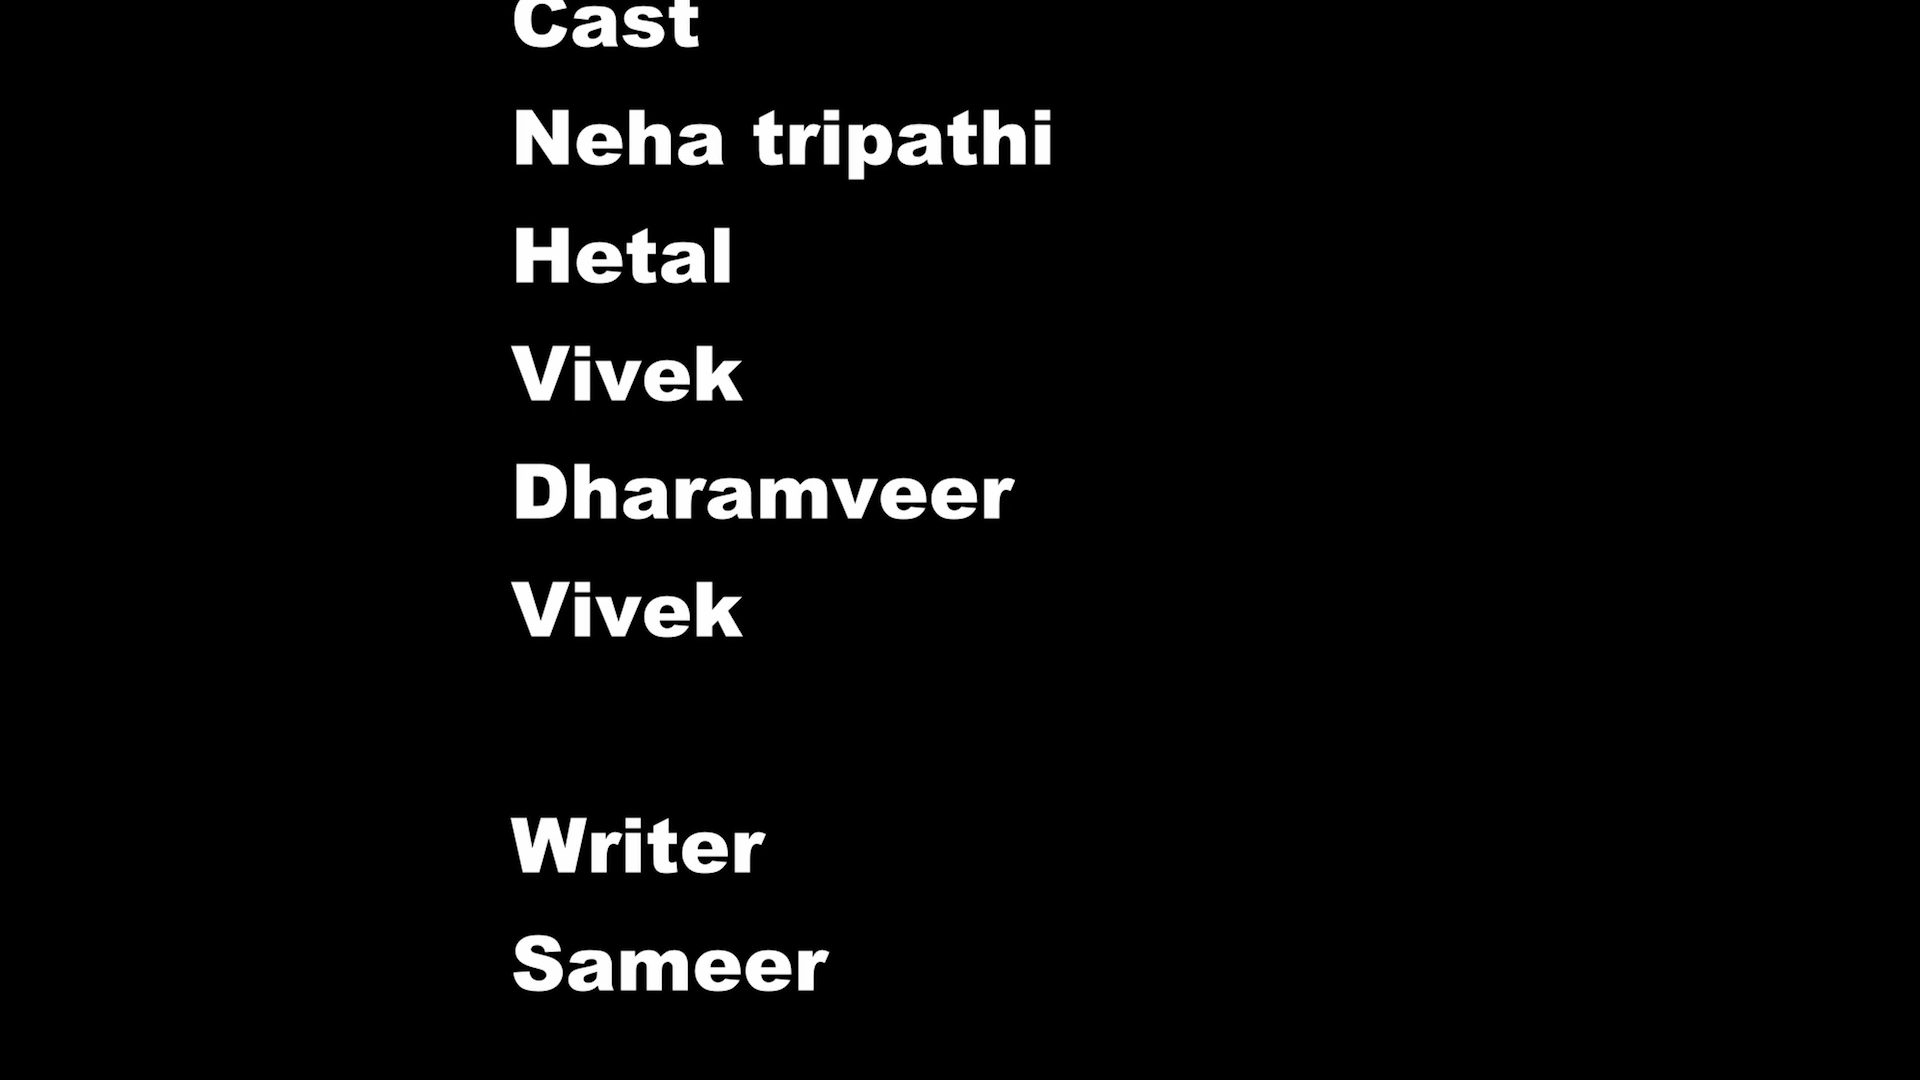 Cast
Neha tripathi
Hetal
Vivek
Dharamveer
Vivek
Writer
Sameer